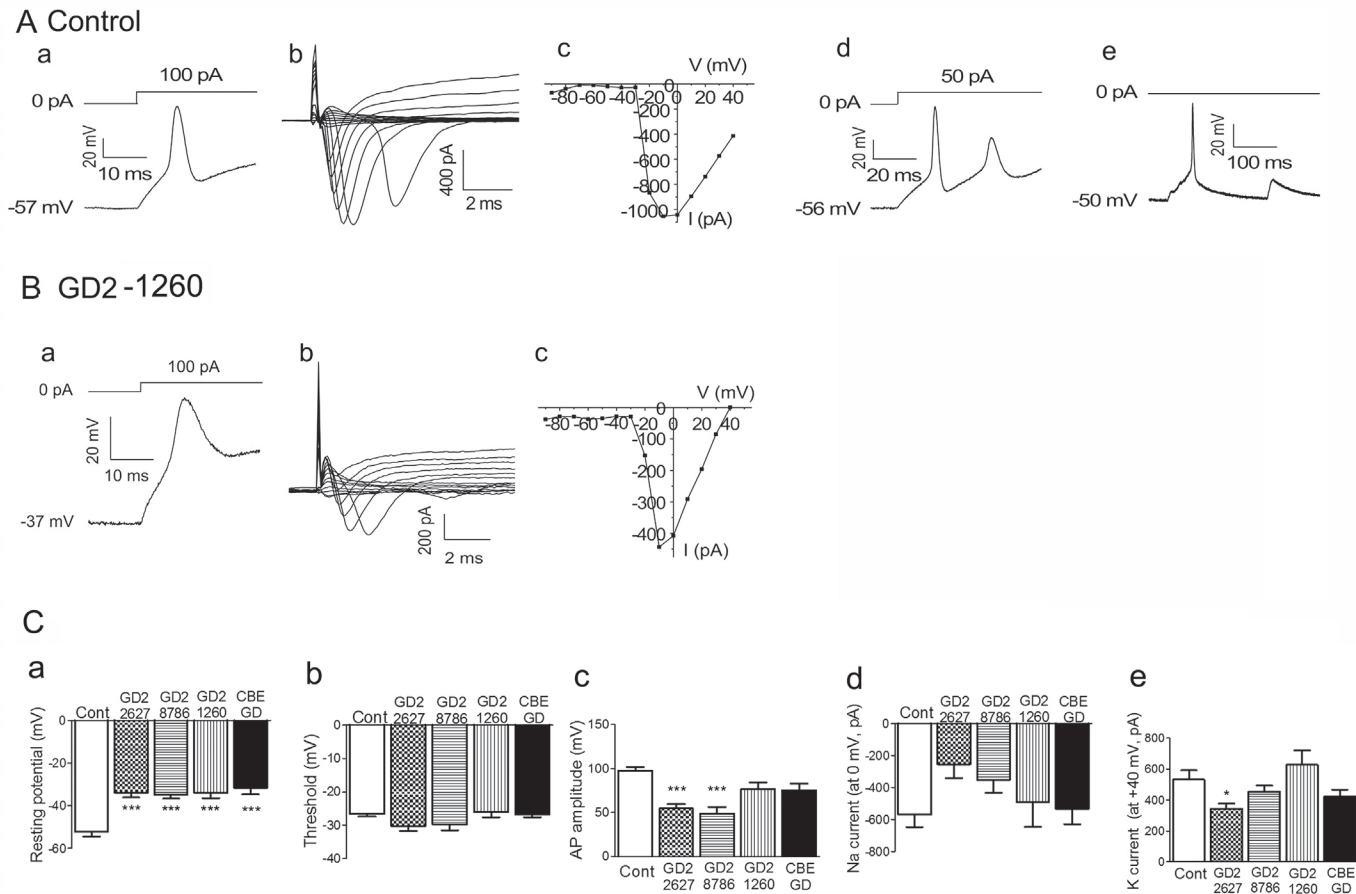 A Control
a
100 pA
0 pA
20 mV
10 ms
-57 mV
b
400 pA
2 ms
c
V (mV)
0
-80 -60 -40 -20 0 20 40
-200
-400
-600
-800
-1000
I (pA)
d
50 pA
0 pA
20 mV
20 ms
-56 mV
e
0 pA
20 mV
100 ms
-50 mV
B GD2 -1260
a
100 pA
0 pA
20 mV
10 ms
-37 mV
b
200 pA
2 ms
c
V (mV)
0
-80 -60 -40 -20 0 20 40
-100
-200
-300
-400
I (pA)
C
a
Resting potential (mV)
0
-20
-40
-60
Cont
GD2 2627
GD2 8786
GD2 1260
CBE GD
*** *** *** ***
b
Threshold (mV)
0
-10
-20
-30
-40
Cont
GD2 2627
GD2 8786
GD2 1260
CBE GD
c
AP amplitude (mV)
150
100
50
0
*** ***
Cont
GD2 2627
GD2 8786
GD2 1260
CBE GD
d
Na current (at 0 mV, pA)
0
-200
-400
-600
-800
Cont
GD2 2627
GD2 8786
GD2 1260
CBE GD
e
K current (at +40 mV, pA)
800
600
400
200
0
*
Cont
GD2 2627
GD2 8786
GD2 1260
CBE GD